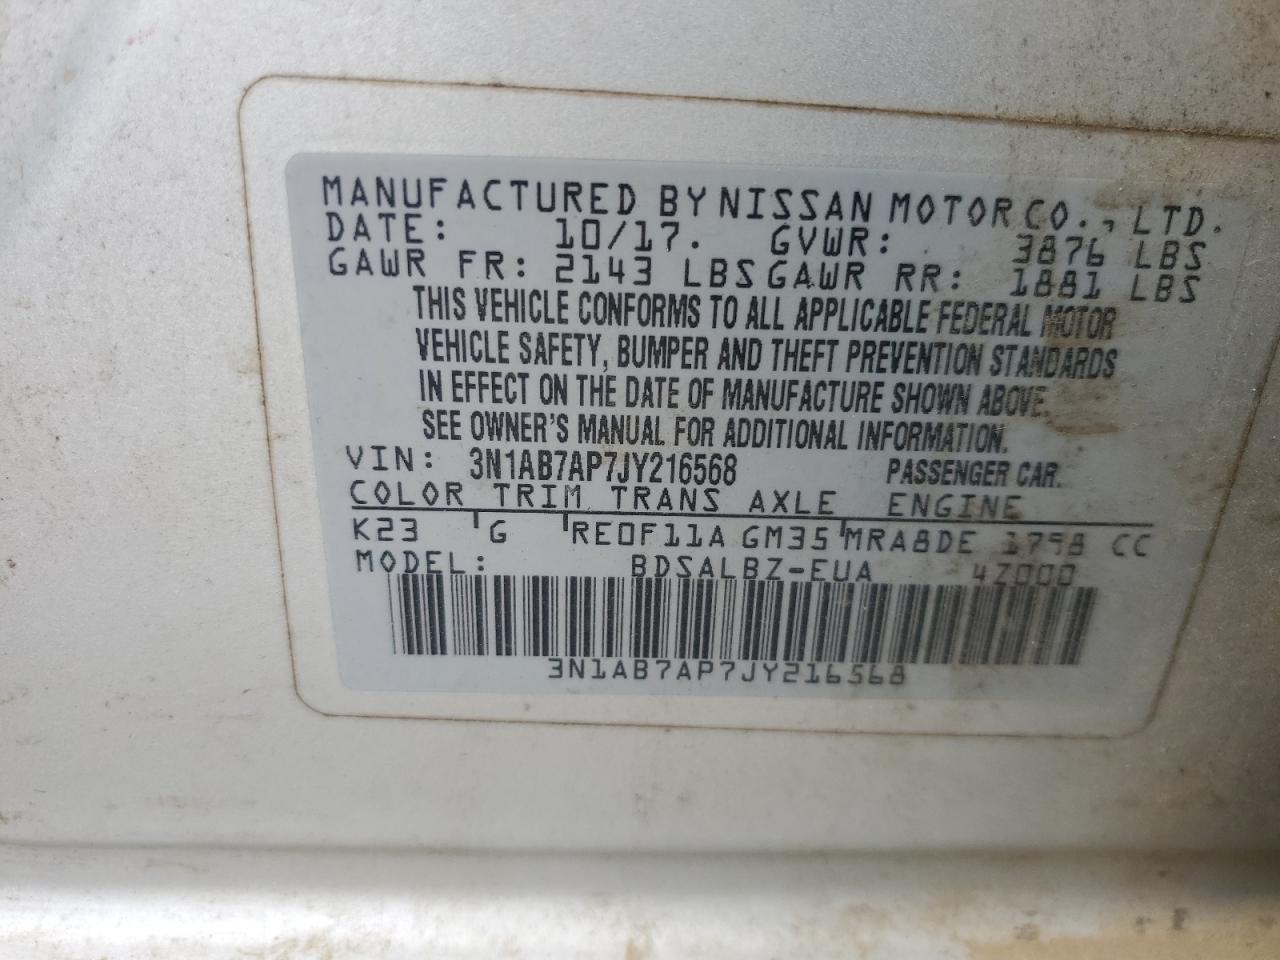 MANUFACTURED BY NISSAN MOTOR CO., LTD.
DATE: 10/17. GVWR: 3876 LBS
GAWR FR: 2143 LBS GAWR RR: 1881 LBS
THIS VEHICLE CONFORMS TO ALL APPLICABLE FEDERAL MOTOR
VEHICLE SAFETY, BUMPER AND THEFT PREVENTION STANDARDS
IN EFFECT ON THE DATE OF MANUFACTURE SHOWN ABOVE.
SEE OWNER'S MANUAL FOR ADDITIONAL INFORMATION.
VIN: 3N1AB7AP7JY216568 PASSENGER CAR.
COLOR TRIM TRANS AXLE ENGINE
K23 G RE0F11A GM35 MRA8DE 1798 CC
MODEL: BDSALBZ-EUA 4Z000
3N1AB7AP7JY216568